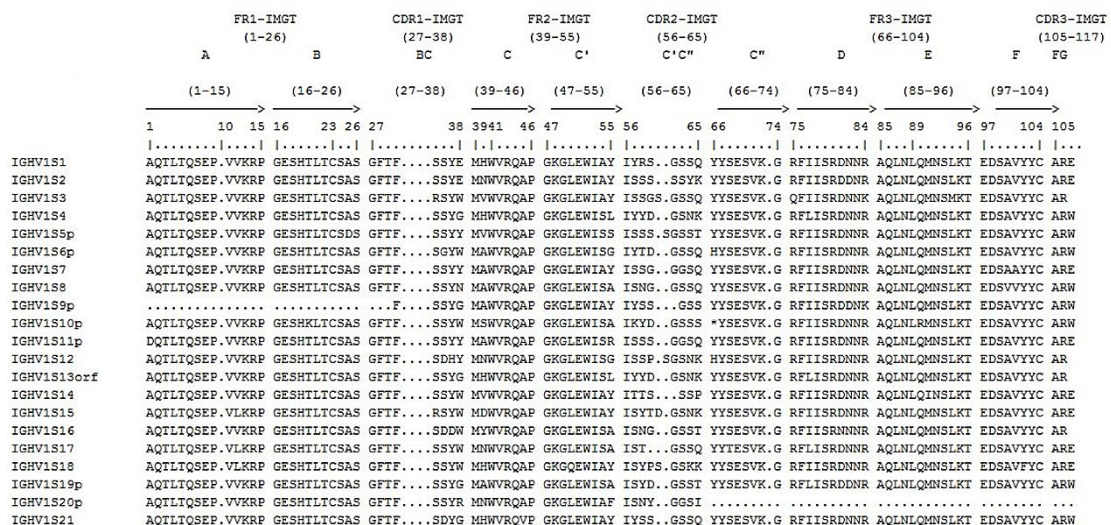 FR1-IMGT CDR1-IMGT FR2-IMGT CDR2-IMGT FR3-IMGT CDR3-IMGT
(1-26) (27-38) (39-55) (56-65) (66-104) (105-117)
A B BC C C' C'C" C" D E F FG
(1-15) (16-26) (27-38) (39-46) (47-55) (56-65) (66-74) (75-84) (85-96) (97-104)
1 10 15 16 23 26 27 38 3941 46 47 55 56 65 66 74 75 84 85 96 97 104 105
|........|....| |......|..| |..........| |.|....| |.......| |........| |.......| |........| |..........| |......| |...
IGHV1S1 AQTLTQSEP.VVKRP GESHTLTCSAS GFTF....SSYE MHWVRQAP GKGLEWIAY IYRS..GSSQ YYSESVK.G RFIISRDNNR AQLNLQMNSLKT EDSAVYYC ARE
IGHV1S2 AQTLTQSEP.VVKRP GESHTLTCSAS GFTF....SSYE MNWVRQAP GKGLEWIAY ISSS..SSYK YYSESVK.G RFIISRDDNR AQLNLQMNSLKT EDSAVYYC ARE
IGHV1S3 AQTLTQSEP.VVKRP GESHTLTCSAS GFTF....RSYW MVWVRQAP GKGLEWIAY ISSGS.GSSQ YYSESVK.G QFIISRDNNK AQLNLQMNSMKT EDSAVYYC AR
IGHV1S4 AQTLTQSEP.VVKRP GESHTLTCSAS GFTF....SSYG MHWVRQAP GKGLEWISL IYYD..GSNK YYSESVK.G RFLISRDNNR AQLNLQMNSLKT EDSAVYYC ARW
IGHV1S5p AQTLTQSEP.VVKRP GESHTLTCSDS GFTF....SSYY MVWVRQAP GKGLEWISS ISSS.SGSST YYSESVK.G RFIISRDNNR AQLNLQMNSLKT EDSAVYYC ARW
IGHV1S6p AQTLTQSEP.VVKRP GESHTLTCSAS GFTF....SGYW MAWVRQAP GKGLEWISG IYTD..GSSQ HYSESVK.G RFIISRDNNR AQLNLQMNSLKT EDSAVYYC ARW
IGHV1S7 AQTLTQSEP.VVKRP GESHTLTCSAS GFTF....SSYY MAWVRQAP GKGLEWIAY ISSG..GGSQ YYSESVK.G RFIISRDNNR AQLNLQMNSLKT EDSAAYYC ARE
IGHV1S8 AQTLTQSEP.VVKRP GESHTLTCSAS GFTF....SSYN MAWVRQAP GKGLEWISA ISNG..GSSQ YYSESVK.G RFIISRDNNR AQLNLQMNSLKT EDSVVYYC ARW
IGHV1S9p ............... ........... ...F....SSYG MAWVRQAP GKGLEWIAY IYSS...GSS YYSESVK.G RFIISRDDNK AQLNLQMNSLKT EDSAVYYC ARW
IGHV1S10p AQTLTQSEP.VVKRP GESHKLTCSAS GFTF....SSYW MSWVRQAP GKGLEWISA IKYD..GSSS *YSESVK.G RFIISRDNNR AQLNLRMNSLKT EDSAVYYC ARW
IGHV1S11p DQTLTQSEP.VVKRP GESHTLTCSAS GFTF....SSYY MAWVRQAP GKGLEWISR ISSS..GGSS YYSESVK.G RFIISRDNNR AQLNLQMNSLKT EDSAVYYC ARE
IGHV1S12 AQTLTQSEP.VVKRP GESHTLTCSAS GFTF....SDHY MNWVRQAP GKGLEWISG ISSP.SGSNK HYSESVK.G RFIISRDNNR AQLNLQMNSLKT EDSAVYYC AR
IGHV1S13orf AQTLTQSEP.VVKRP GESHTLTCSAS GFTF....SSYG MHWVRQAP GKGLEWISL IYYD..GSNK YYSESVK.G RFIISRDNNR AQLNLQMNSLKT EDSAVYYC AR
IGHV1S14 AQTLTQSEP.VVKRP GESHTLTCSAS GFTF....SSYW MVWVRQAP GKGLEWIAY ITTS...SSP YYSESVK.G RFIISRDNNR AQLNLQINSLKT EDSAVYYC ARE
IGHV1S15 AQTLTQSEP.VLKRP GESHTLTCSAS GFTF....RSYW MDWVRQAP GKGLEWIAY ISYTD.GSNK YYSESVK.G RFIISRDNNR AQLNLQMNSLKT EDSAVYYC ARE
IGHV1S16 AQTLTQSEP.VVKRP GESHTLTCSAS GFTF....SDDW MYWVRQAP GKGLEWISA ISNG..GSST YYSESVK.G RFIISRDNNR AQLNLQMNSLKT EDSAVYYC AR
IGHV1S17 AQTLTQSEP.VLKRP GESHTLTCSAS GFTF....SSYW MNWVRQAP GKGLEWISA IST...GGSQ YYTESVK.G RFLISRDNNR AQLNLQMNSLKT EDSAVYYC ARE
IGHV1S18 AQTLTQSEP.VLKRP GESHTLTCSAS GFTF....SSYW MHWVRQAP GKGQEWIAY ISYPS.GSKK YYSESVK.G RFIISRDNNR AQLNLQMNSLKT EDSAVFYC ARE
IGHV1S19p AQTLTQSEP.VVKRP GESHTLTCSAS GFTF....SSYG MAWVRQAP GKGLEWISA ISYD..GSST YYSESVK.G RFLISRDNNR AQLNLQMNSLKT EDSAVYYC ARW
IGHV1S20p AQTLTQSEP.VVKRP GESHTLTCSAS GFTF....SSYR MNWVRQAP GKGLEWIAF ISNY..GGSI ......... .......... ............ ........ ...
IGHV1S21 AQTLTQSEP.VVKRP GESHTLTCSAS GFTF....SDYG MHWVRQVP GKGLEWIAY IYSS..GSSQ YYSESVK.G RFIISRDNNR AQLNLQMNSLKT EDSAVYYC ARW